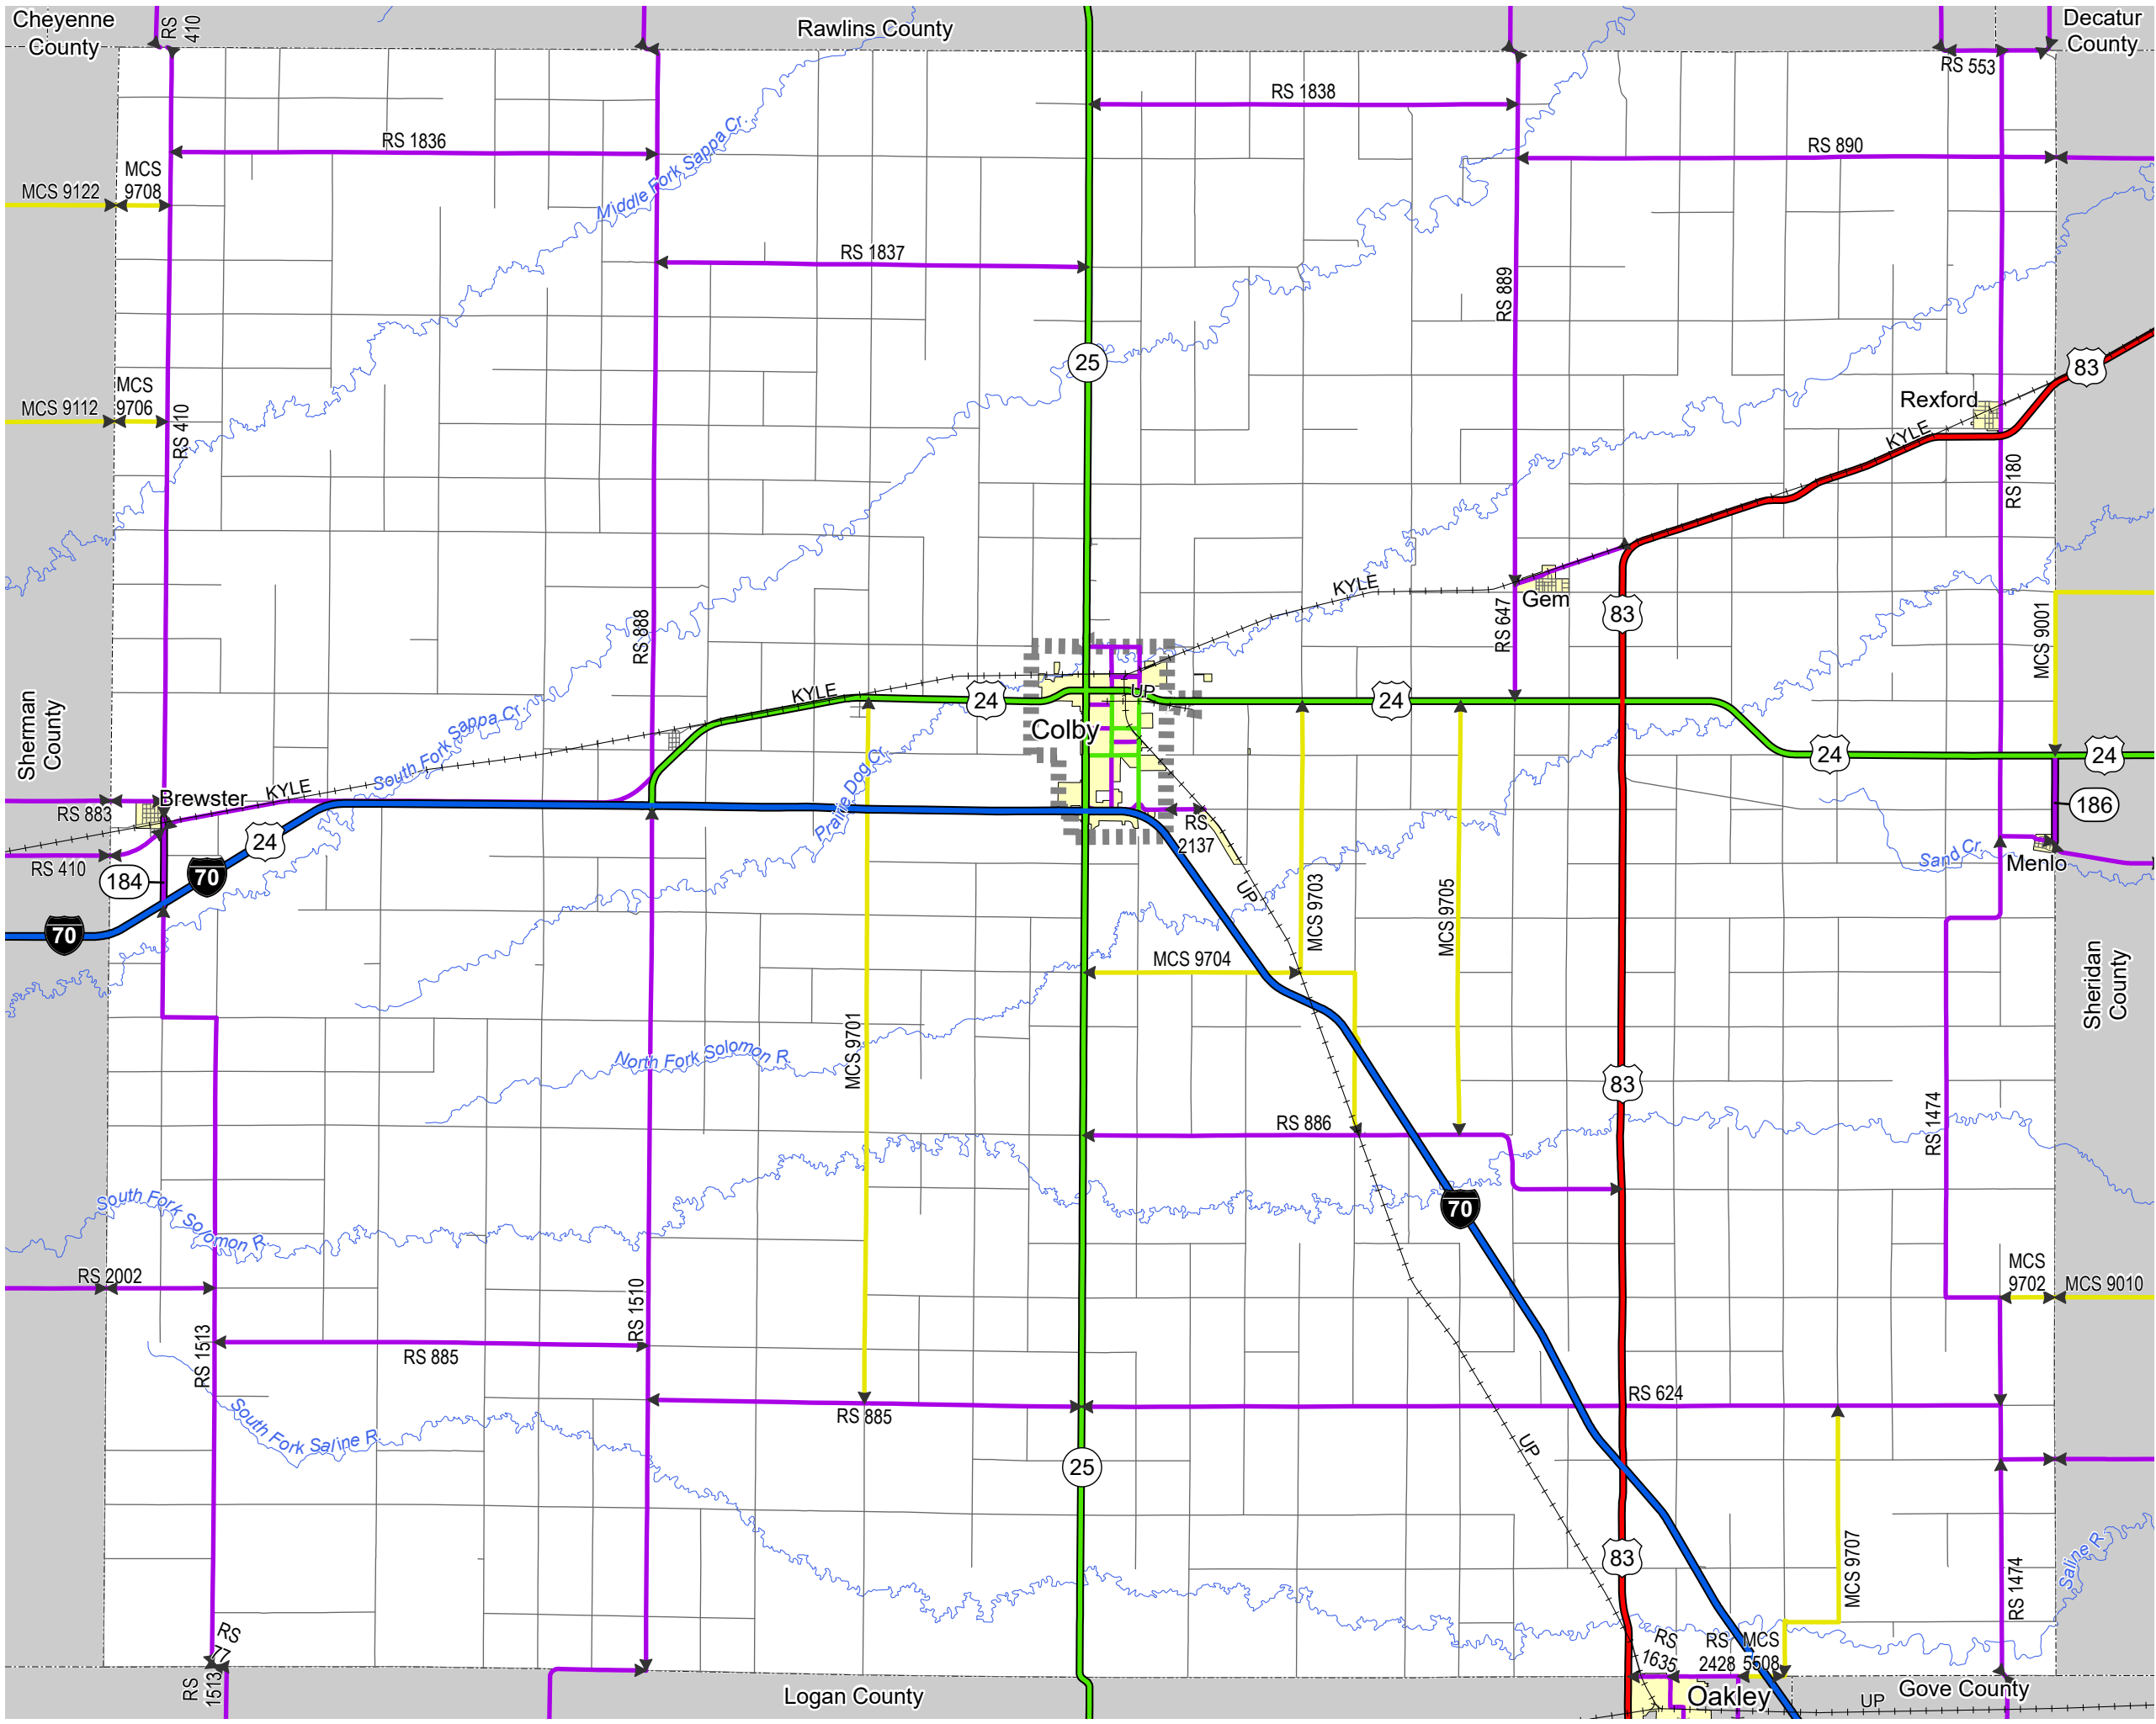 Cheyenne
County
RS
410
Rawlins County
Decatur
County
RS 553
RS 1838
RS 1836
RS 890
Middle Fork Sappa Cr.
MCS 9122
MCS
9708
RS 1837
RS 889
25
83
MCS 9112
MCS
9706
RS 410
Rexford
KYLE
RS 180
KYLE
Gem
83
RS 888
RS 647
MCS 9001
Sherman
County
KYLE
24
UP
24
South Fork Sappa Cr.
Colby
24
24
Prairie Dog Cr.
KYLE
Brewster
RS 883
186
24
RS
2137
RS 410
184
70
Sand Cr.
Menlo
UP
70
MCS 9703
MCS 9705
MCS 9704
Sheridan
County
MCS 9701
North Fork Solomon R.
83
RS 886
RS 1474
South Fork Solomon R.
70
RS 2002
MCS
9702
MCS 9010
RS 1510
RS 1513
RS 885
RS 624
RS 885
South Fork Saline R.
UP
25
83
MCS 9707
Saline R.
RS 1474
RS
77
RS
1513
RS
1635
RS
2428
MCS
5508
Logan County
Oakley
Gove County
UP